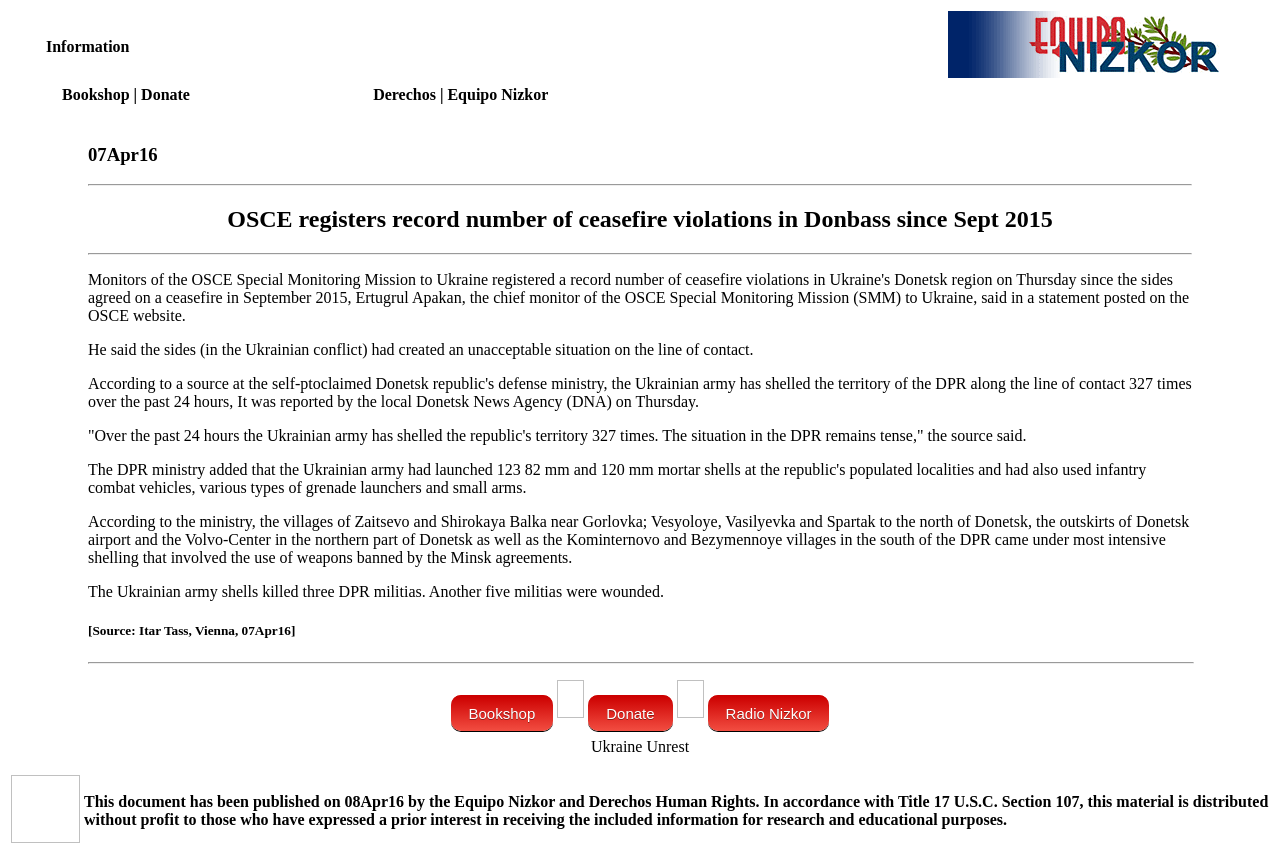 Information
EQUIPO
NIZKOR
Bookshop | Donate
Derechos | Equipo Nizkor
07Apr16
OSCE registers record number of ceasefire violations in Donbass since Sept 2015
Monitors of the OSCE Special Monitoring Mission to Ukraine registered a record number of ceasefire violations in Ukraine's Donetsk region on Thursday since the sides
agreed on a ceasefire in September 2015, Ertugrul Apakan, the chief monitor of the OSCE Special Monitoring Mission (SMM) to Ukraine, said in a statement posted on the
OSCE website.
He said the sides (in the Ukrainian conflict) had created an unacceptable situation on the line of contact.
According to a source at the self-ptoclaimed Donetsk republic's defense ministry, the Ukrainian army has shelled the territory of the DPR along the line of contact 327 times
over the past 24 hours, It was reported by the local Donetsk News Agency (DNA) on Thursday.
"Over the past 24 hours the Ukrainian army has shelled the republic's territory 327 times. The situation in the DPR remains tense," the source said.
The DPR ministry added that the Ukrainian army had launched 123 82 mm and 120 mm mortar shells at the republic's populated localities and had also used infantry
combat vehicles, various types of grenade launchers and small arms.
According to the ministry, the villages of Zaitsevo and Shirokaya Balka near Gorlovka; Vesyoloye, Vasilyevka and Spartak to the north of Donetsk, the outskirts of Donetsk
airport and the Volvo-Center in the northern part of Donetsk as well as the Kominternovo and Bezymennoye villages in the south of the DPR came under most intensive
shelling that involved the use of weapons banned by the Minsk agreements.
The Ukrainian army shells killed three DPR militias. Another five militias were wounded.
[Source: Itar Tass, Vienna, 07Apr16]
Bookshop Donate Radio Nizkor
Ukraine Unrest
This document has been published on 08Apr16 by the Equipo Nizkor and Derechos Human Rights. In accordance with Title 17 U.S.C. Section 107, this material is distributed
without profit to those who have expressed a prior interest in receiving the included information for research and educational purposes.